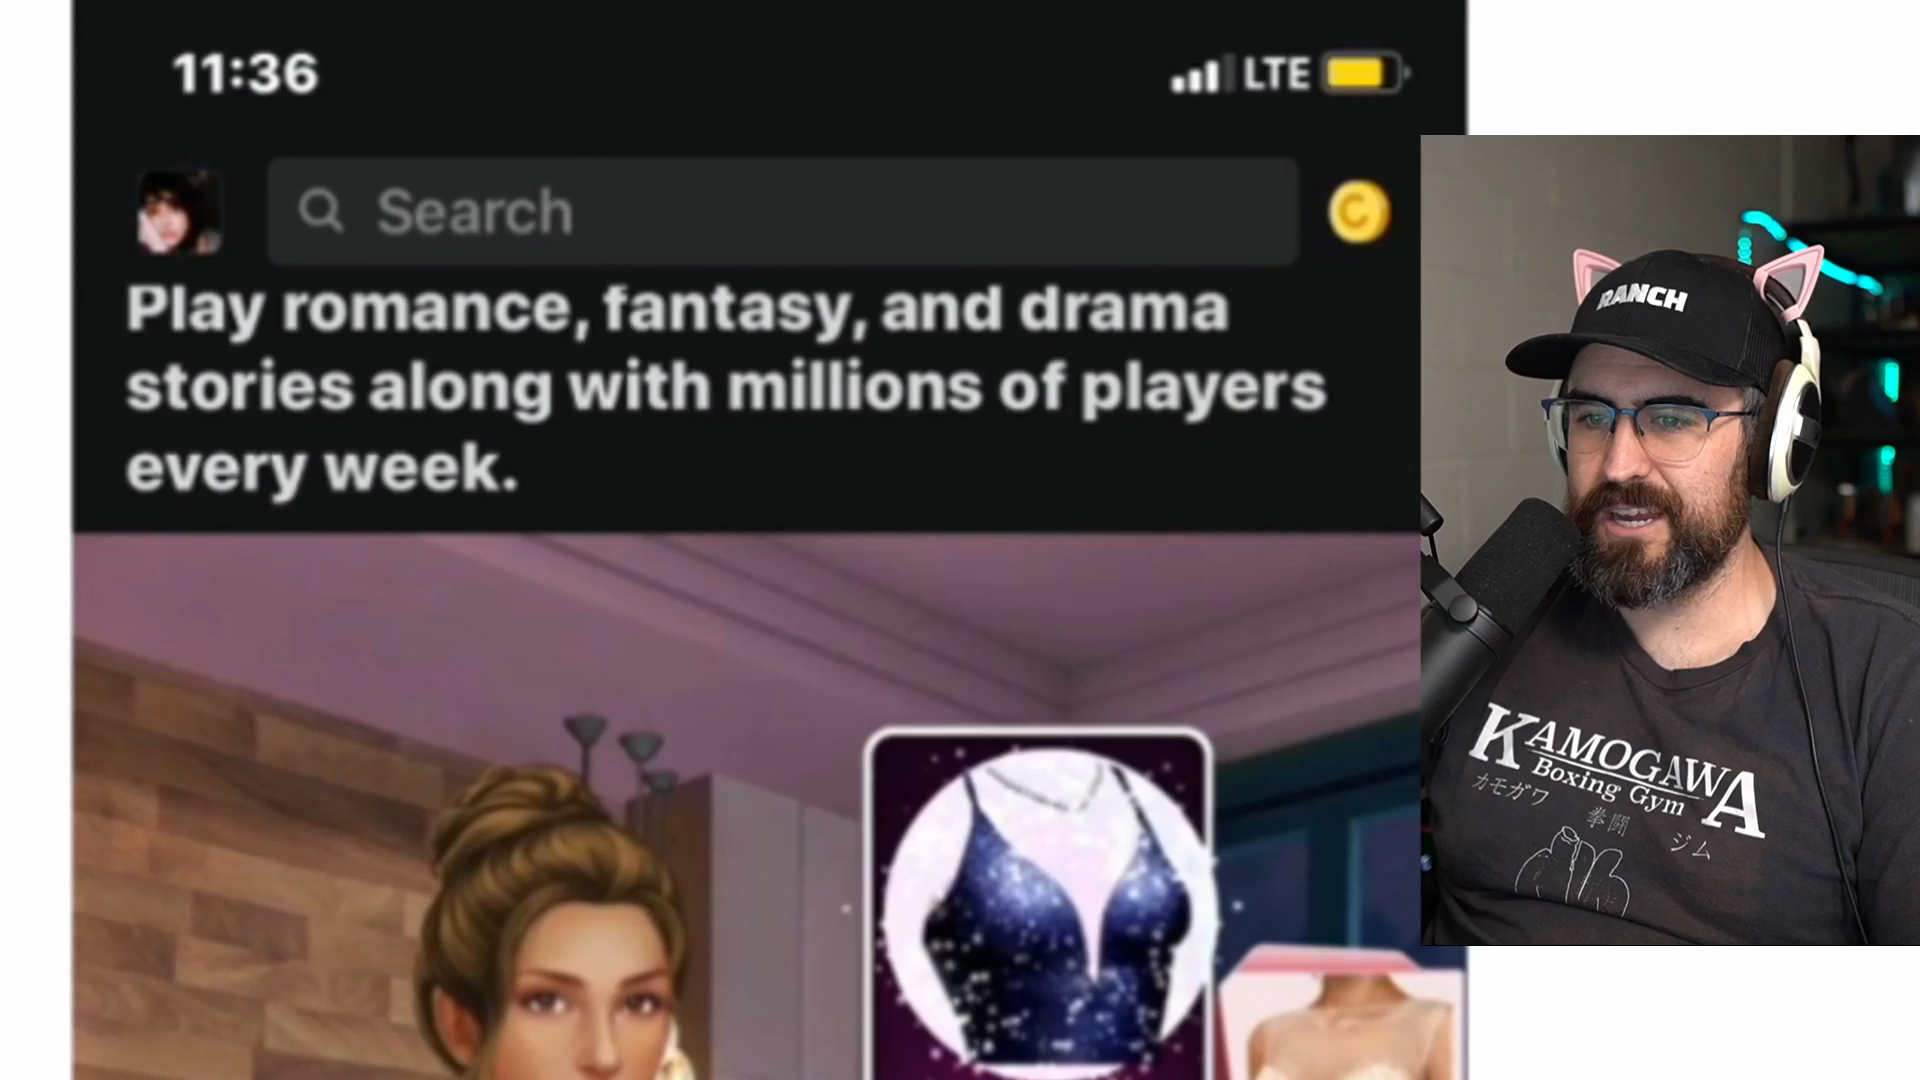 11:36
LTE
Search
C
Play romance, fantasy, and drama
stories along with millions of players
every week.
RANCH
KAMOGAWA
Boxing Gym
カモガワ
拳闘
ジム